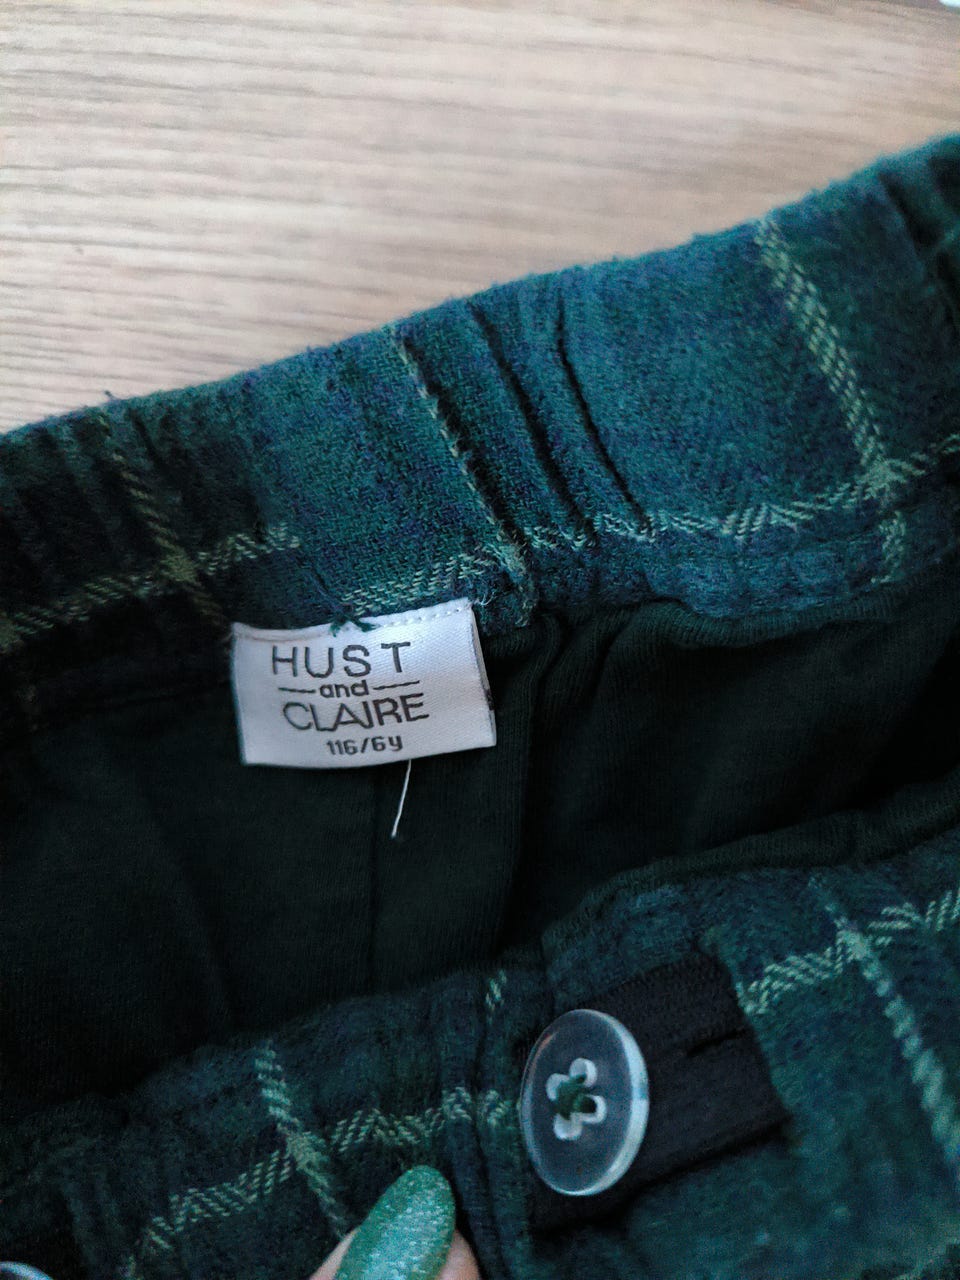 HUST
and
CLAIRE
116/6y